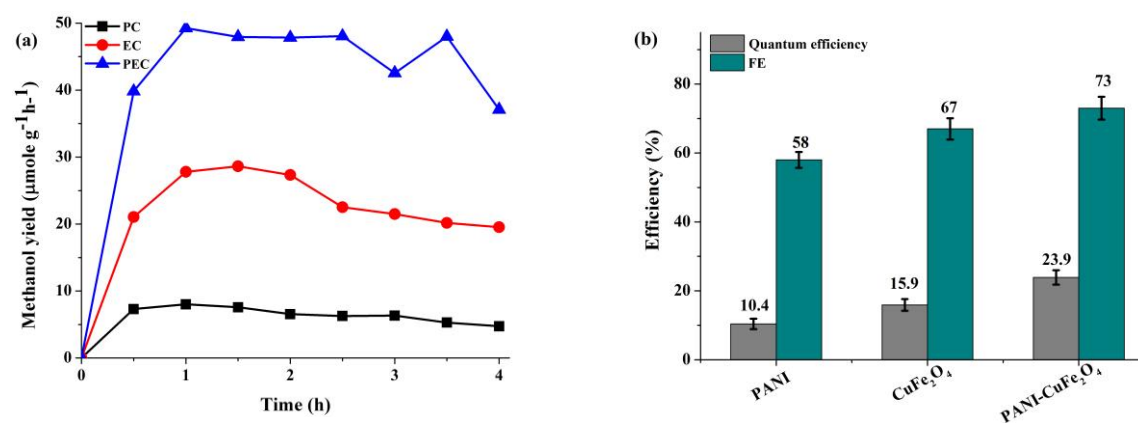 (a)
PC
EC
PEC
Methanol yield (µmole g⁻¹h-¹)
50
40
30
20
10
0
0 1 2 3 4
Time (h)
(b)
Quantum efficiency
FE
Efficiency (%)
80
60
40
20
0
10.4
58
15.9
67
23.9
73
PANI
CuFe₂O₄
PANI-CuFe₂O₄